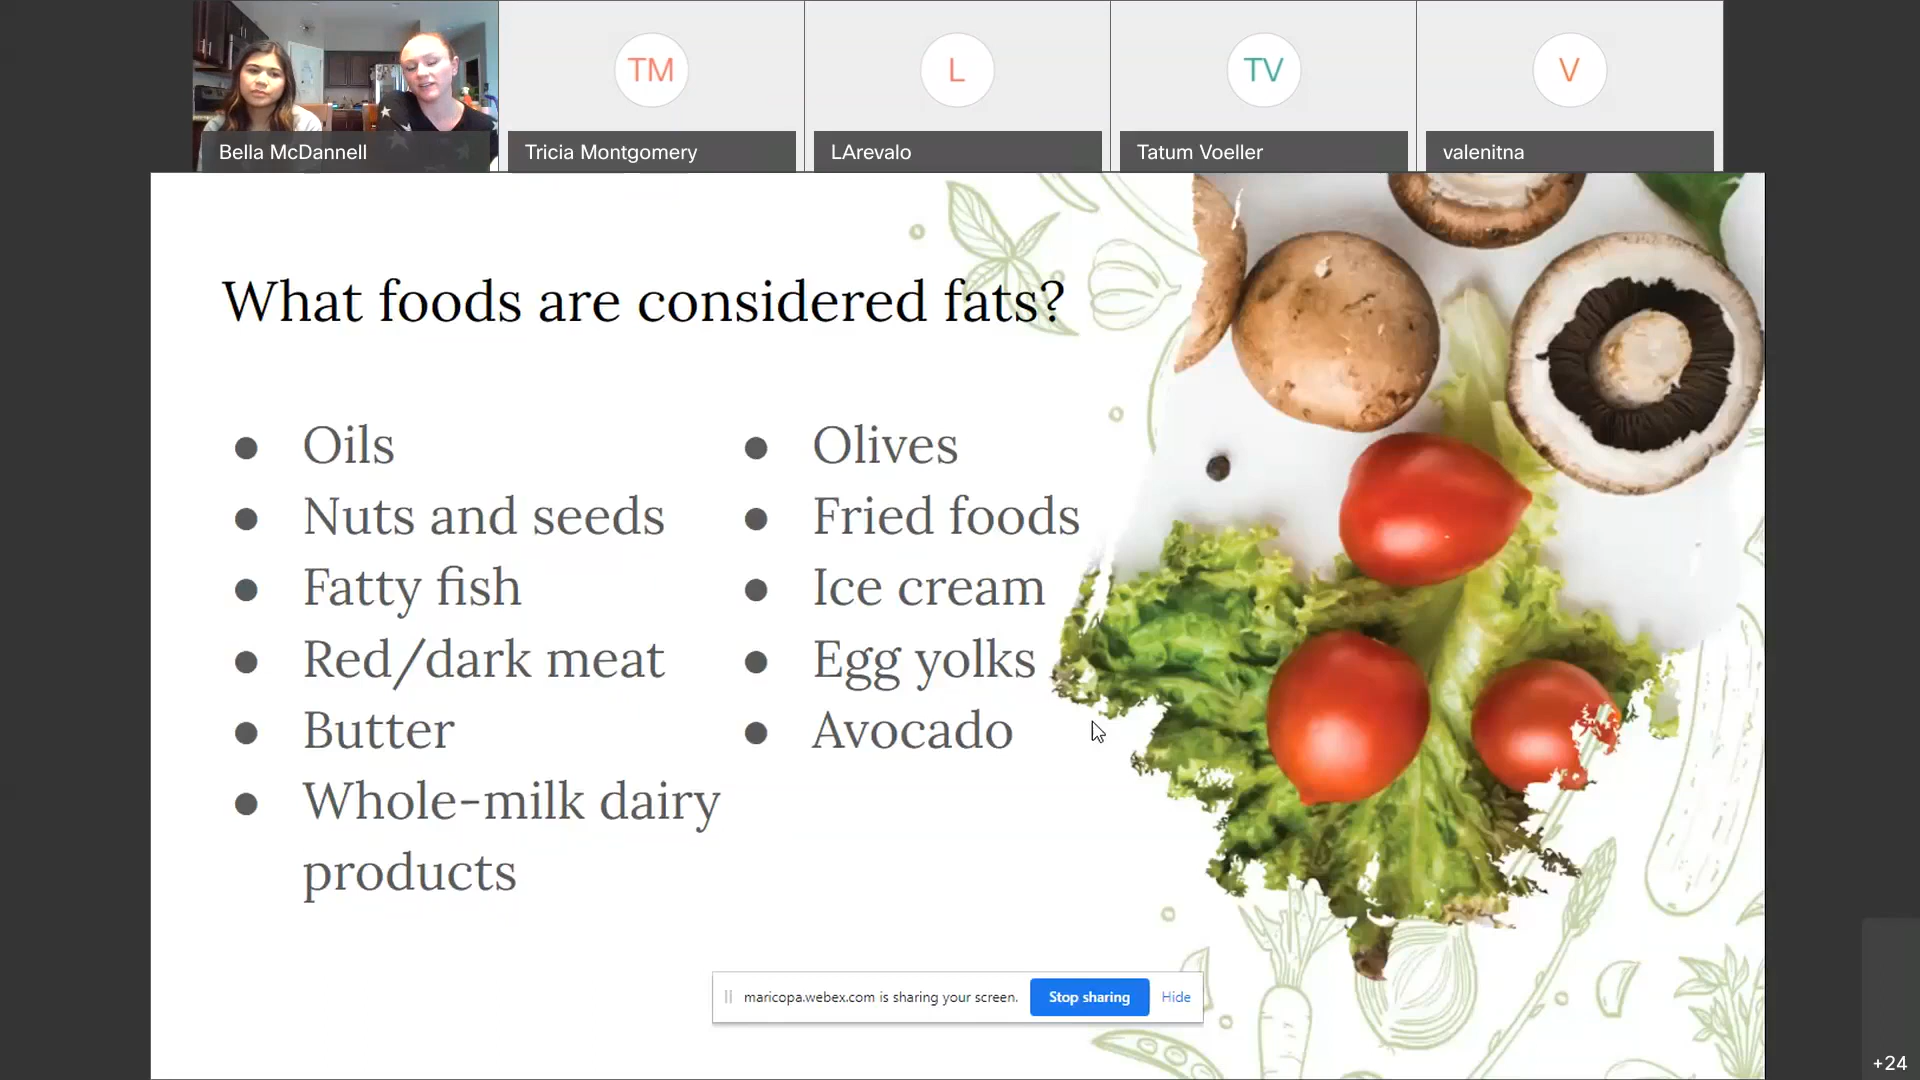 TM
L
TV
V
Bella McDannell
Tricia Montgomery
LArevalo
Tatum Voeller
valenitna
What foods are considered fats?
● Oils
● Nuts and seeds
● Fatty fish
● Red/dark meat
● Butter
● Whole-milk dairy
products
● Olives
● Fried foods
● Ice cream
● Egg yolks
● Avocado
maricopa.webex.com is sharing your screen.
Stop sharing
Hide
+24